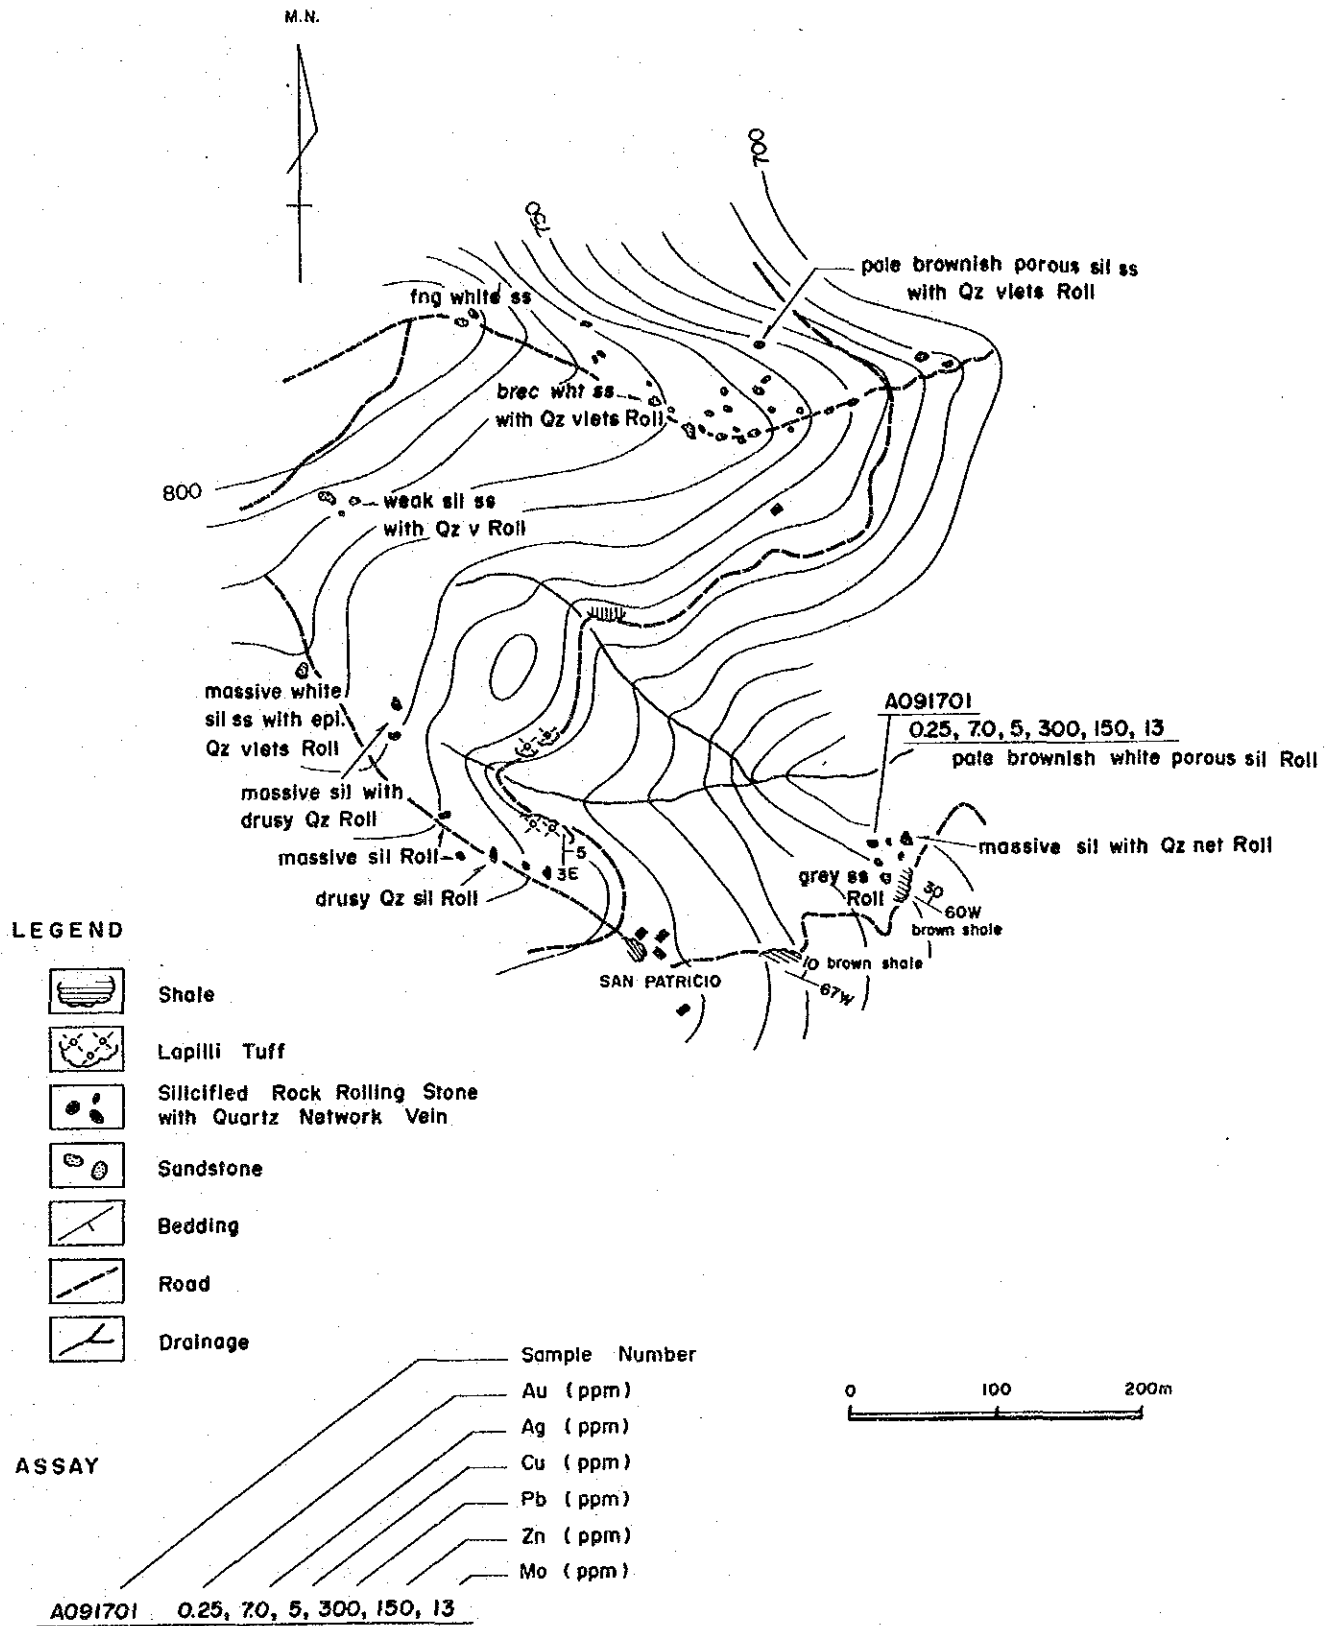 M.N.
700
750
pale brownish porous sil ss
with Qz vlets Roll
fng white ss
brec wht ss
with Qz vlets Roll
800
weak sil ss
with Qz v Roll
massive white
sil ss with epi.
Qz vlets Roll
A091701
0.25, 7.0, 5, 300, 150, 13
pale brownish white porous sil Roll
massive sil with
drusy Qz Roll
massive sil Roll
massive sil with Qz net Roll
5
3E
grey ss
Roll
drusy Qz sil Roll
30
60W
brown shale
LEGEND
10 brown shale
SAN PATRICIO
67W
Shale
Lapilli Tuff
Silicified Rock Rolling Stone
with Quartz Network Vein
Sandstone
Bedding
Road
Drainage
Sample Number
Au (ppm)
0 100 200m
Ag (ppm)
ASSAY
Cu (ppm)
Pb (ppm)
Zn (ppm)
Mo (ppm)
A091701 0.25, 7.0, 5, 300, 150, 13